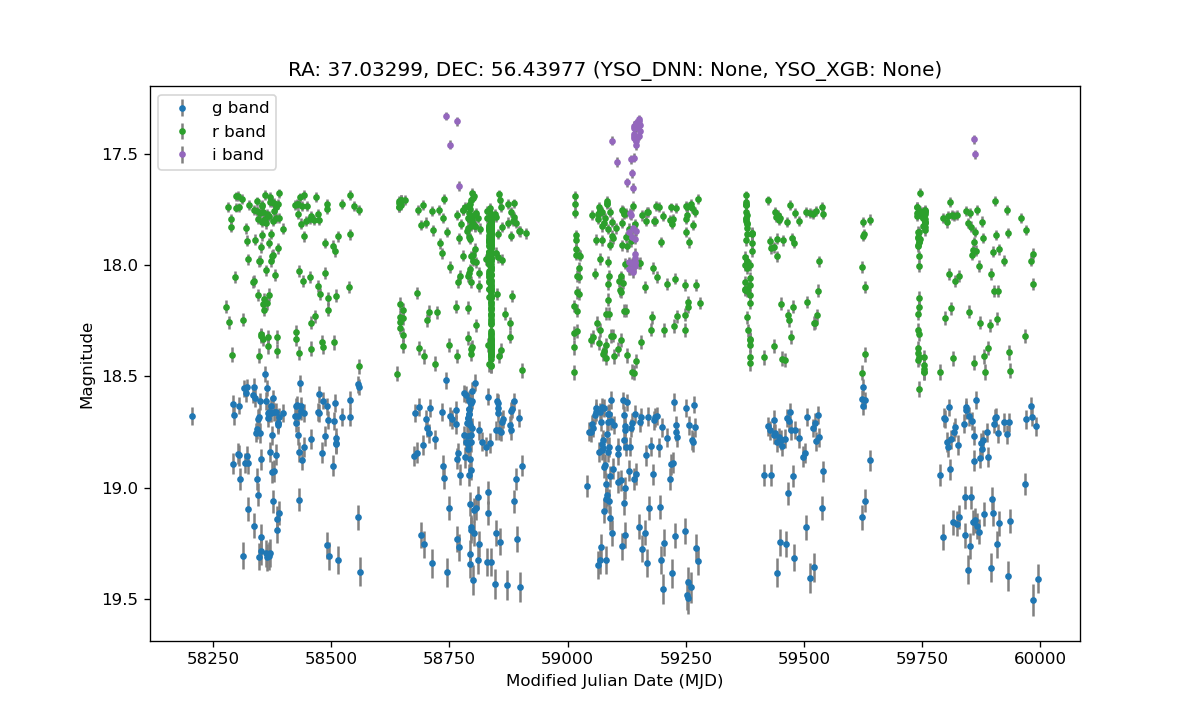 RA: 37.03299, DEC: 56.43977 (YSO_DNN: None, YSO_XGB: None)
g band
r band
i band
17.5
18.0
18.5
19.0
19.5
Magnitude
58250
58500
58750
59000
59250
59500
59750
60000
Modified Julian Date (MJD)